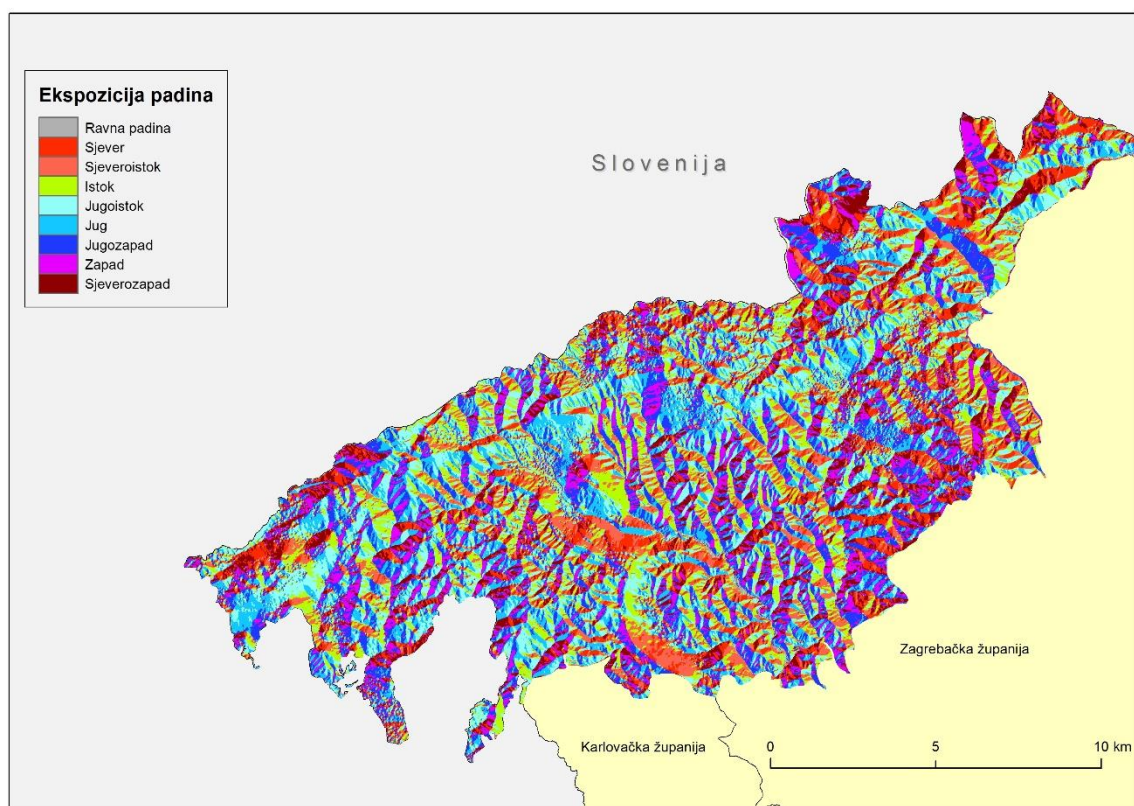 Ekspozicija padina
Ravna padina
Sjever
Sjeveroistok
Istok
Jugoistok
Jug
Jugozapad
Zapad
Sjeverozapad
Slovenija
Zagrebačka županija
Karlovačka županija
0 5 10 km